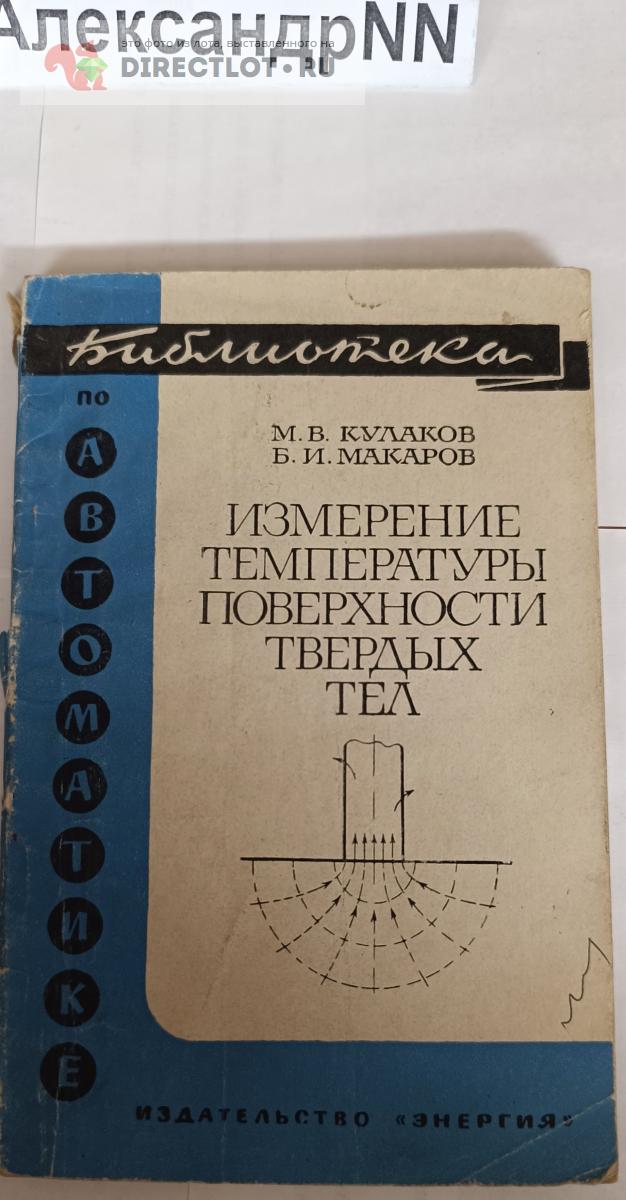 АлександрNN
это фото из лота, выставленного на
DIRECTLOT.RU
Библиотека
по
АВТОМАТИКЕ
М. В. КУЛАКОВ
Б. И. МАКАРОВ
ИЗМЕРЕНИЕ
ТЕМПЕРАТУРЫ
ПОВЕРХНОСТИ
ТВЕРДЫХ
ТЕЛ
ИЗДАТЕЛЬСТВО «ЭНЕРГИЯ»